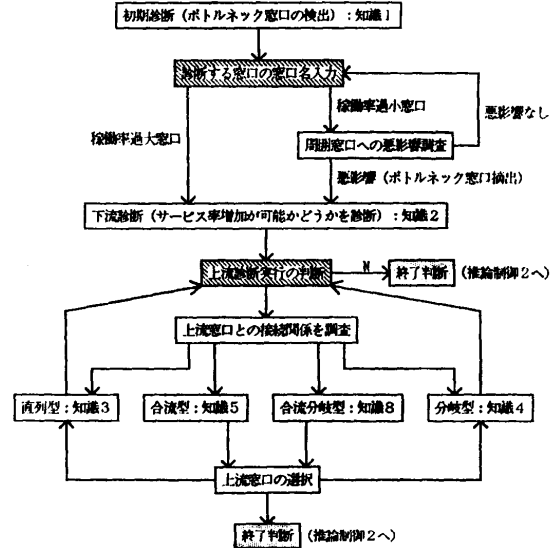 初期診断（ボトルネック窓口の検出）：知識１
診断する窓口の窓口名入力
稼働率過小窓口
悪影響なし
稼働率過大窓口
周囲窓口への悪影響調査
悪影響（ボトルネック窓口抽出）
下流診断（サービス率増加が可能かどうかを診断）：知識２
上流診断実行の判断
N
終了判断
（推論制御２へ）
上流窓口との接続関係を調査
直列型：知識３
合流型：知識５
合流分岐型：知識８
分岐型：知識４
上流窓口の選択
終了判断
（推論制御２へ）